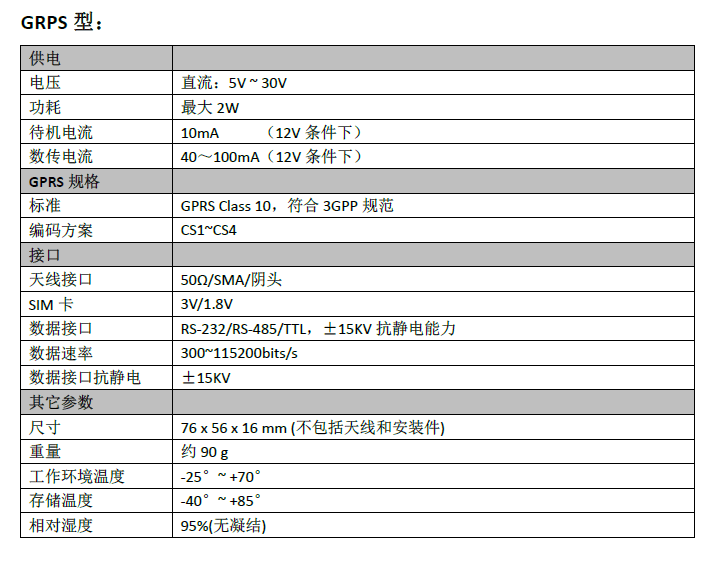 GRPS 型：
供电
电压 直流：5V ~ 30V
功耗 最大 2W
待机电流 10mA （12V 条件下）
数传电流 40～100mA（12V 条件下）
GPRS 规格
标准 GPRS Class 10，符合 3GPP 规范
编码方案 CS1~CS4
接口
天线接口 50Ω/SMA/阴头
SIM 卡 3V/1.8V
数据接口 RS-232/RS-485/TTL，±15KV 抗静电能力
数据速率 300~115200bits/s
数据接口抗静电 ±15KV
其它参数
尺寸 76 x 56 x 16 mm (不包括天线和安装件)
重量 约 90 g
工作环境温度 -25°~ +70°
存储温度 -40°~ +85°
相对湿度 95%(无凝结)